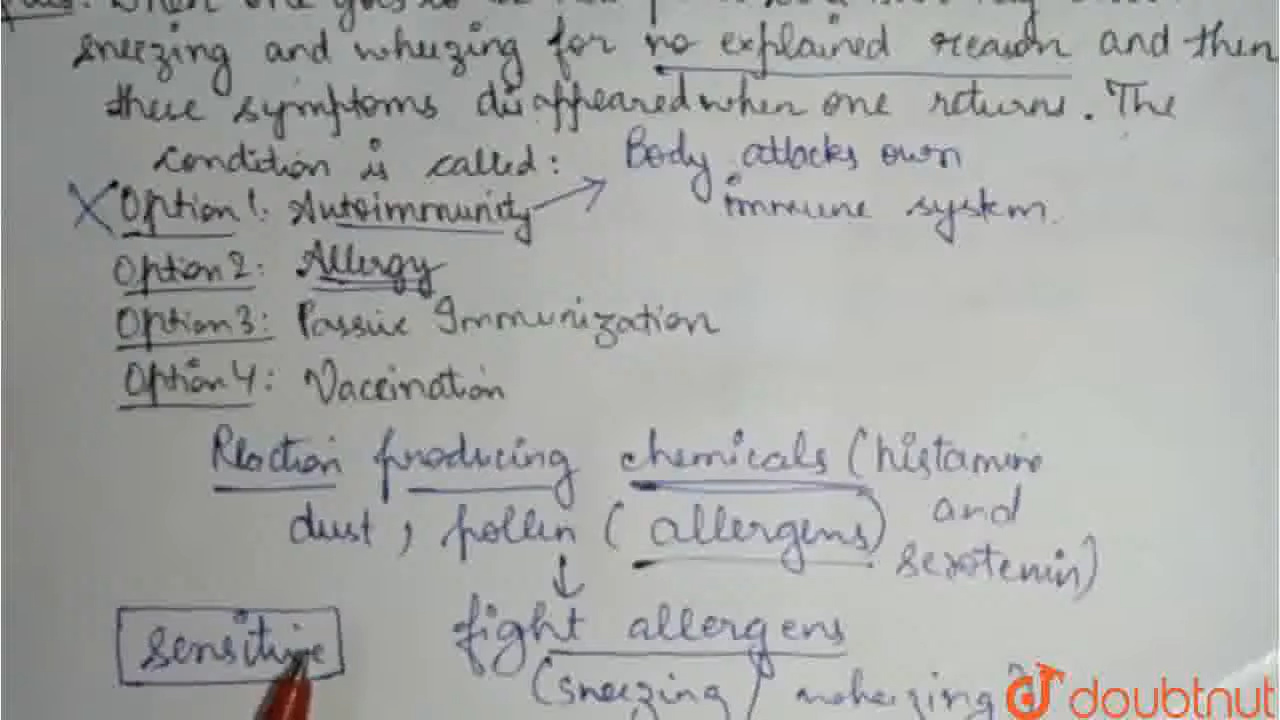 sneezing and wheezing for no explained reason and then
these symptoms disappeared when one returns. The
condition is called: Body attacks own
Option 1: Autoimmunity immune system.
Option 2: Allergy
Option 3: Passive Immunization
Option 4: Vaccination
Reaction producing chemicals (histamine
dust, pollen (allergens) and
serotenin)
fight allergens
sensitive
(sneezing
doubtnut